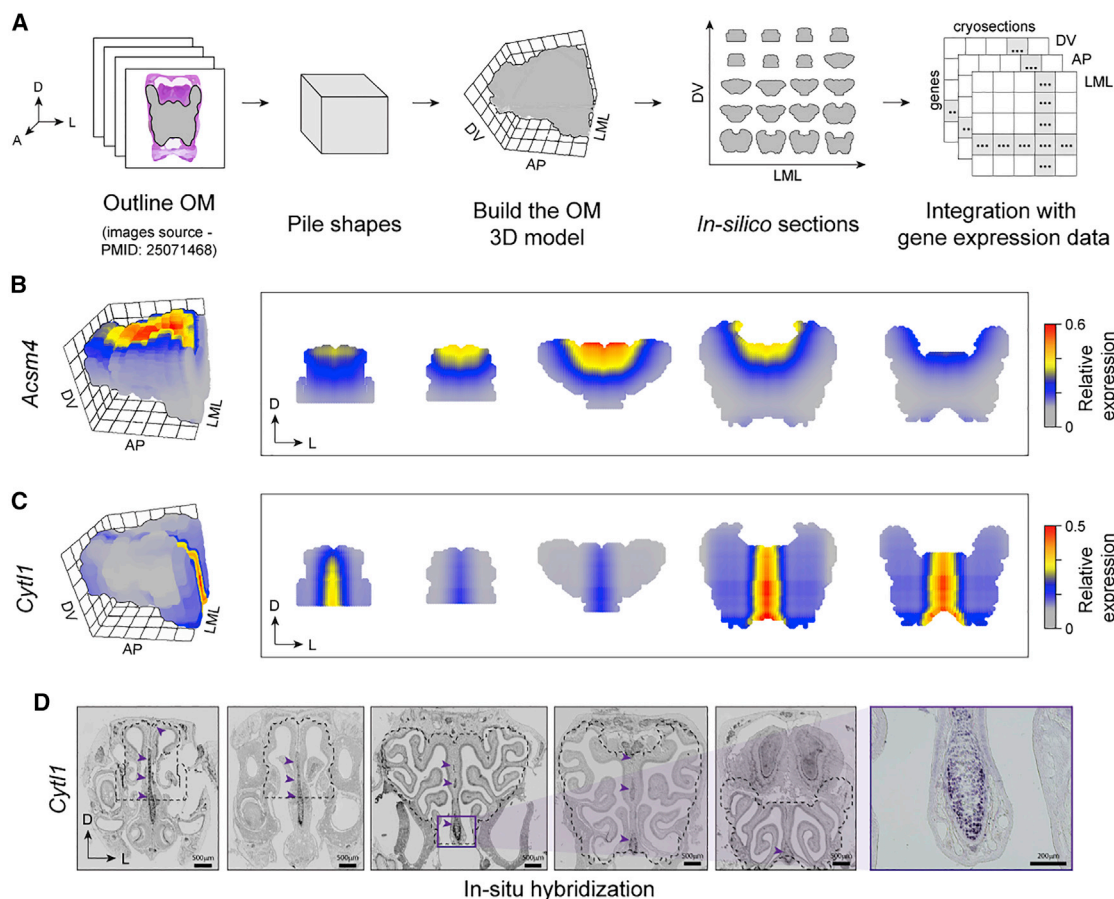 A
D
L
A
Outline OM
(images source -
PMID: 25071468)
Pile shapes
DV
AP
LML
Build the OM
3D model
DV
LML
In-silico sections
cryosections
DV
AP
LML
genes
Integration with
gene expression data
B
Acsm4
DV
AP
LML
D
L
0.6
0
Relative
expression
C
Cytl1
DV
AP
LML
D
L
0.5
0
Relative
expression
D
Cytl1
D
L
500µm
500µm
500µm
500µm
500µm
200µm
In-situ hybridization